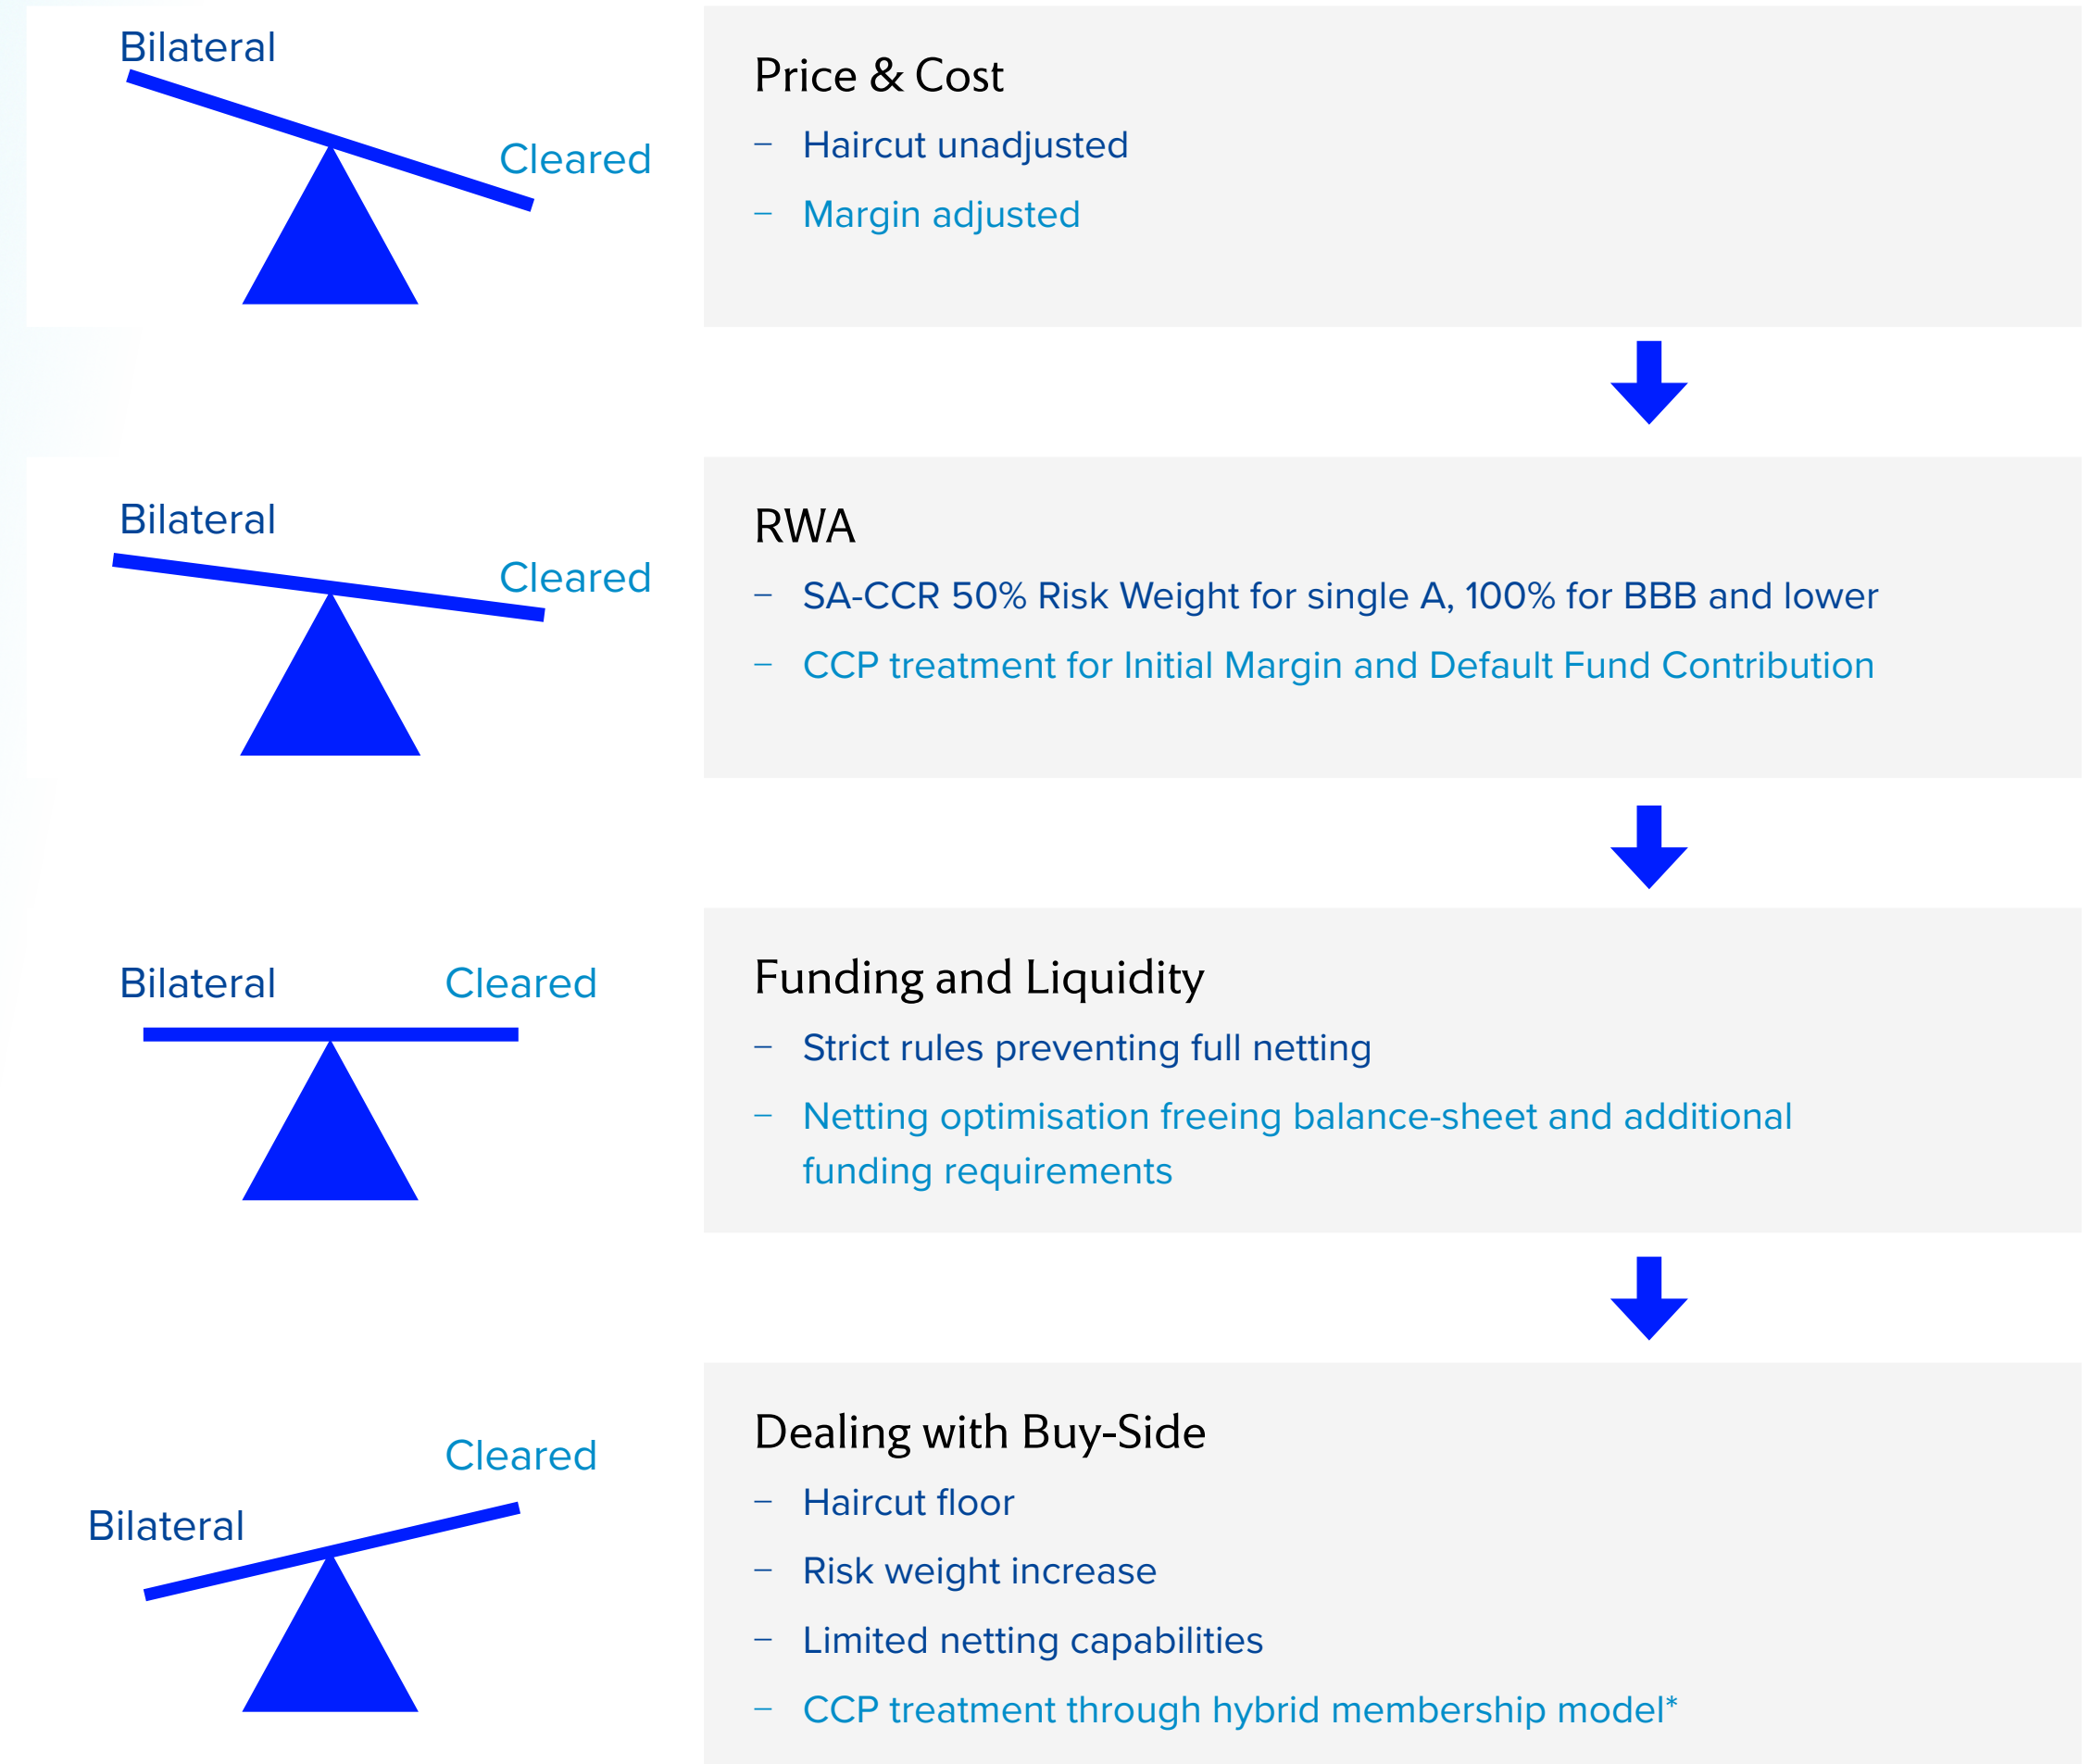 Bilateral
Cleared
Price & Cost
– Haircut unadjusted
– Margin adjusted
Bilateral
Cleared
RWA
– SA-CCR 50% Risk Weight for single A, 100% for BBB and lower
– CCP treatment for Initial Margin and Default Fund Contribution
Bilateral
Cleared
Funding and Liquidity
– Strict rules preventing full netting
– Netting optimisation freeing balance-sheet and additional
funding requirements
Cleared
Bilateral
Dealing with Buy-Side
– Haircut floor
– Risk weight increase
– Limited netting capabilities
– CCP treatment through hybrid membership model*